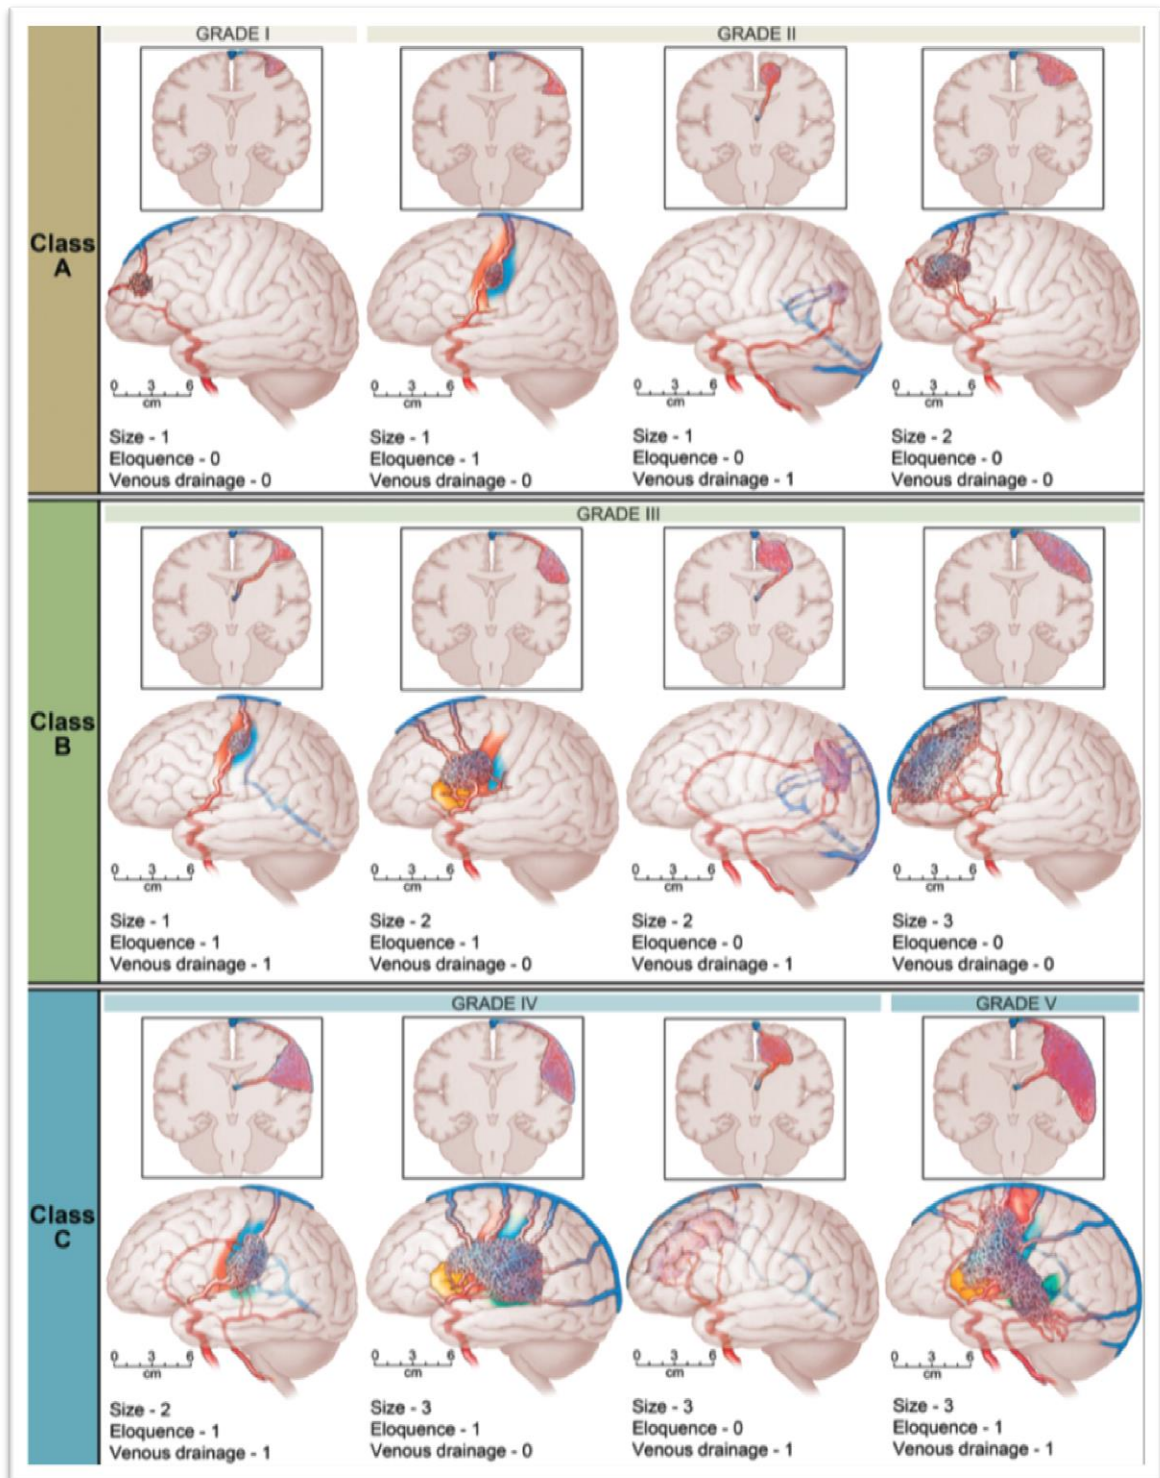 GRADE I
GRADE II
Class
A
0 3 6
cm
0 3 6
cm
0 3 6
cm
0 3 6
cm
Size - 1
Eloquence - 0
Venous drainage - 0
Size - 1
Eloquence - 1
Venous drainage - 0
Size - 1
Eloquence - 0
Venous drainage - 1
Size - 2
Eloquence - 0
Venous drainage - 0
GRADE III
Class
B
0 3 6
cm
0 3 6
cm
0 3 6
cm
0 3 6
cm
Size - 1
Eloquence - 1
Venous drainage - 1
Size - 2
Eloquence - 1
Venous drainage - 0
Size - 2
Eloquence - 0
Venous drainage - 1
Size - 3
Eloquence - 0
Venous drainage - 0
GRADE IV
GRADE V
Class
C
0 3 6
cm
0 3 6
cm
0 3 6
cm
0 3 6
cm
Size - 2
Eloquence - 1
Venous drainage - 1
Size - 3
Eloquence - 1
Venous drainage - 0
Size - 3
Eloquence - 0
Venous drainage - 1
Size - 3
Eloquence - 1
Venous drainage - 1